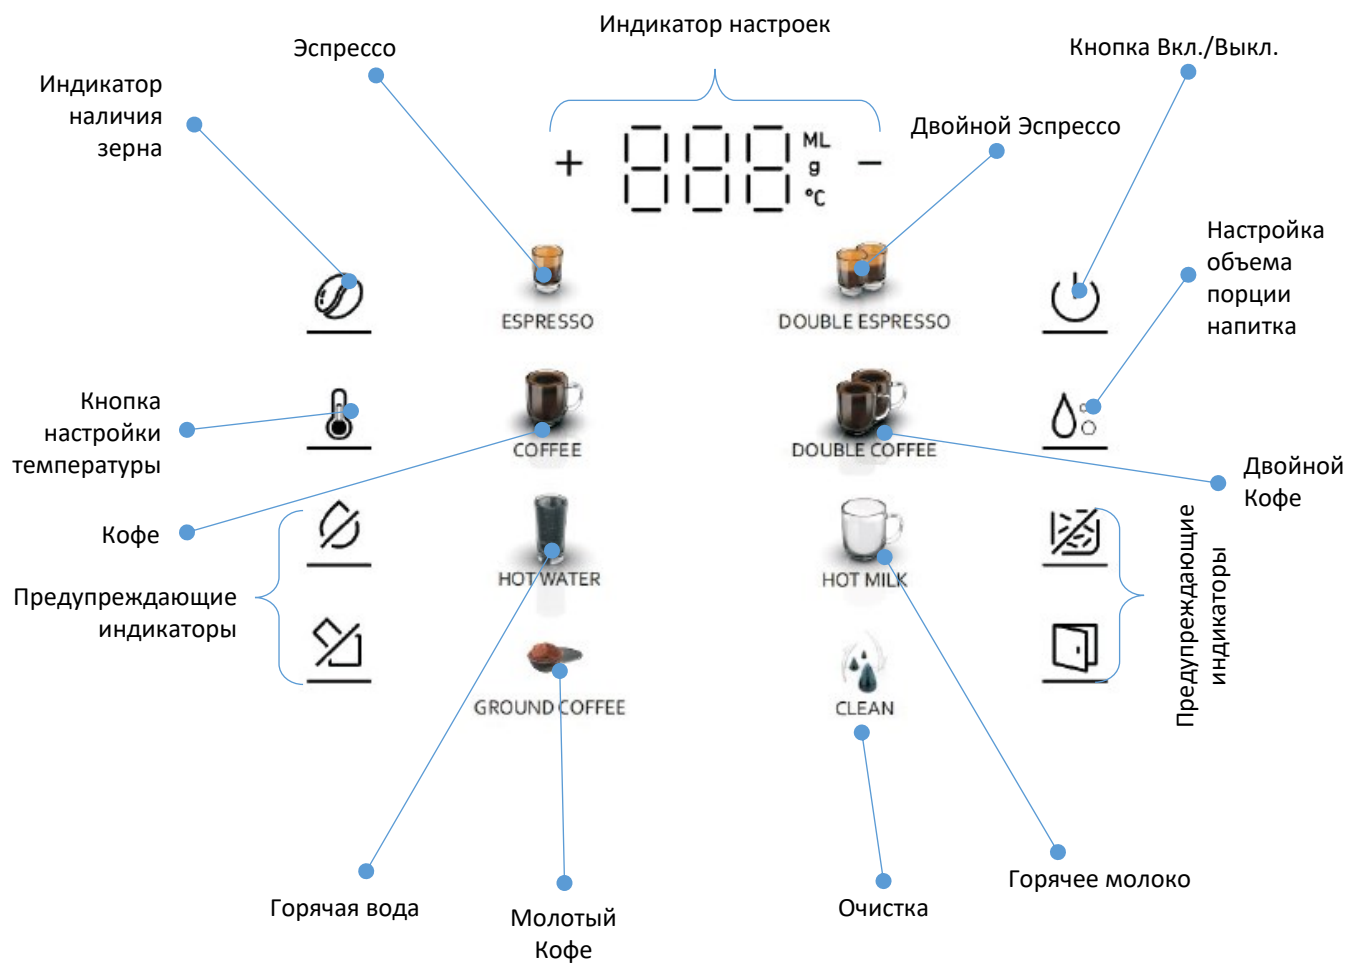 Индикатор настроек
Эспрессо
Кнопка Вкл./Выкл.
Индикатор
наличия
зерна
Двойной Эспрессо
+ 888 ML
g
°C −
Настройка
объема
порции
напитка
ESPRESSO
DOUBLE ESPRESSO
Кнопка
настройки
температуры
COFFEE
DOUBLE COFFEE
Двойной
Кофе
Кофе
HOT WATER
HOT MILK
Предупреждающие
индикаторы
Предупреждающие
индикаторы
GROUND COFFEE
CLEAN
Горячая вода
Молотый
Кофе
Очистка
Горячее молоко